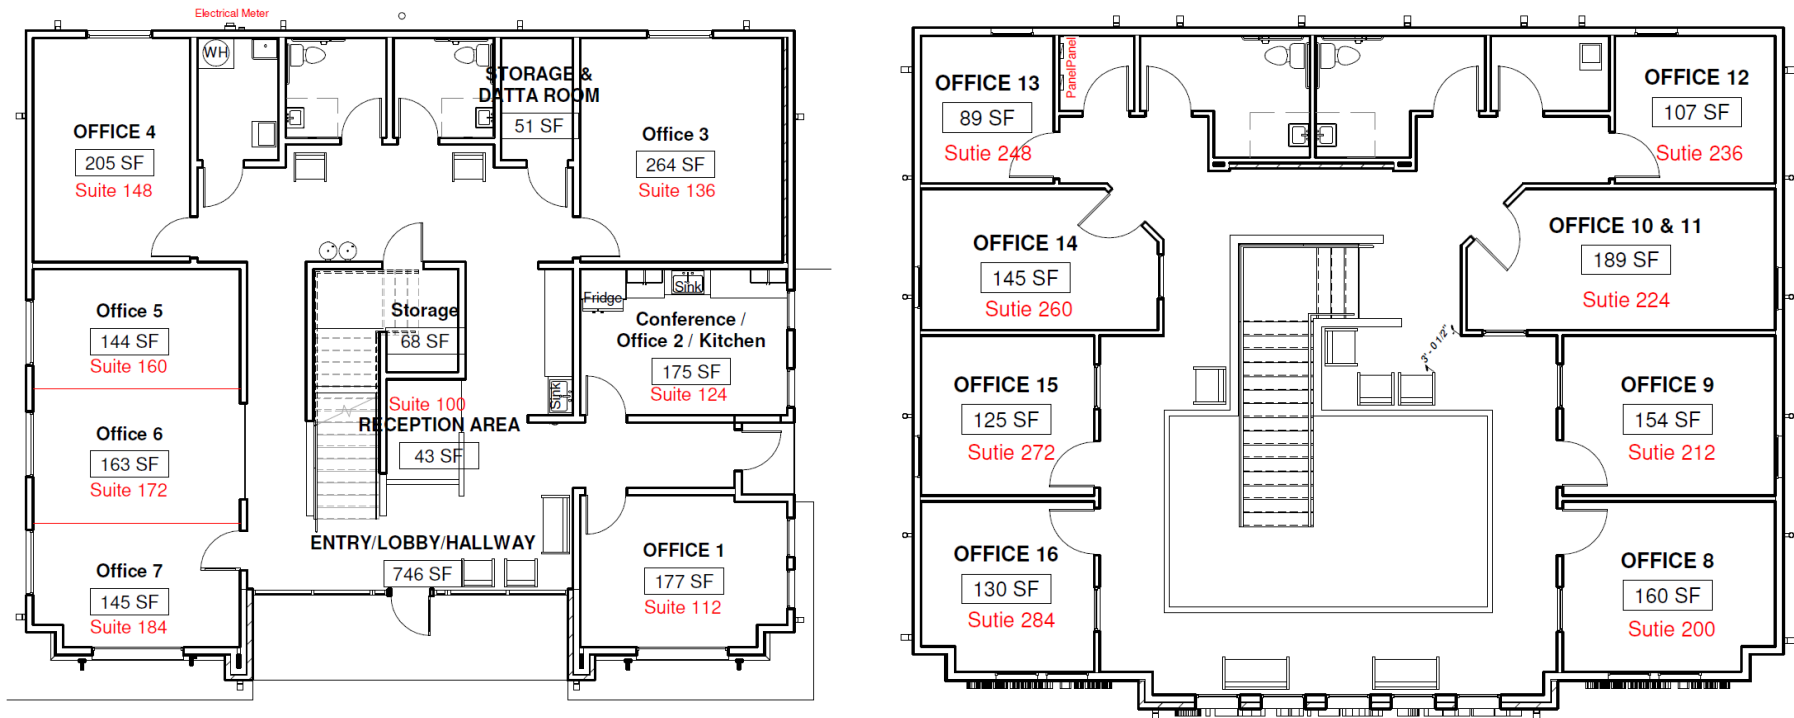 Electrical Meter
WH
STORAGE &
DATTA ROOM
51 SF
OFFICE 4
205 SF
Suite 148
Office 3
264 SF
Suite 136
Office 5
144 SF
Suite 160
Storage
68 SF
Fridge
Sink
Conference /
Office 2 / Kitchen
175 SF
Suite 124
Sink
Suite 100
RECEPTION AREA
43 SF
Office 6
163 SF
Suite 172
ENTRY/LOBBY/HALLWAY
746 SF
OFFICE 1
177 SF
Suite 112
Office 7
145 SF
Suite 184
OFFICE 13
89 SF
Sutie 248
PanelPanel
OFFICE 12
107 SF
Sutie 236
OFFICE 14
145 SF
Sutie 260
OFFICE 10 & 11
189 SF
Sutie 224
3'-0 1/2"
OFFICE 15
125 SF
Sutie 272
OFFICE 9
154 SF
Sutie 212
OFFICE 16
130 SF
Sutie 284
OFFICE 8
160 SF
Sutie 200